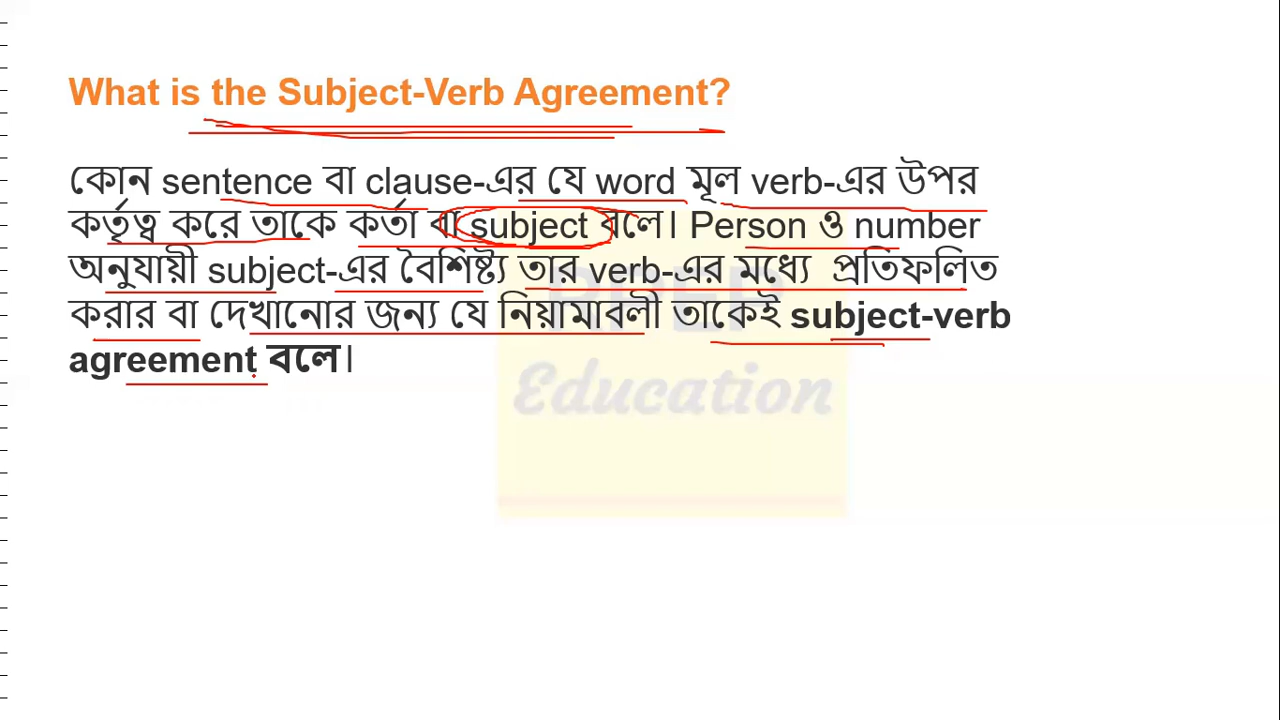 What is the Subject-Verb Agreement?
কোন sentence বা clause-এর যে word মূল verb-এর উপর
কর্তৃত্ব করে তাকে কর্তা বা subject বলে। Person ও number
অনুযায়ী subject-এর বৈশিষ্ট্য তার verb-এর মধ্যে প্রতিফলিত
করার বা দেখানোর জন্য যে নিয়ামাবলী তাকেই subject-verb
agreement বলে।
PREP
Education